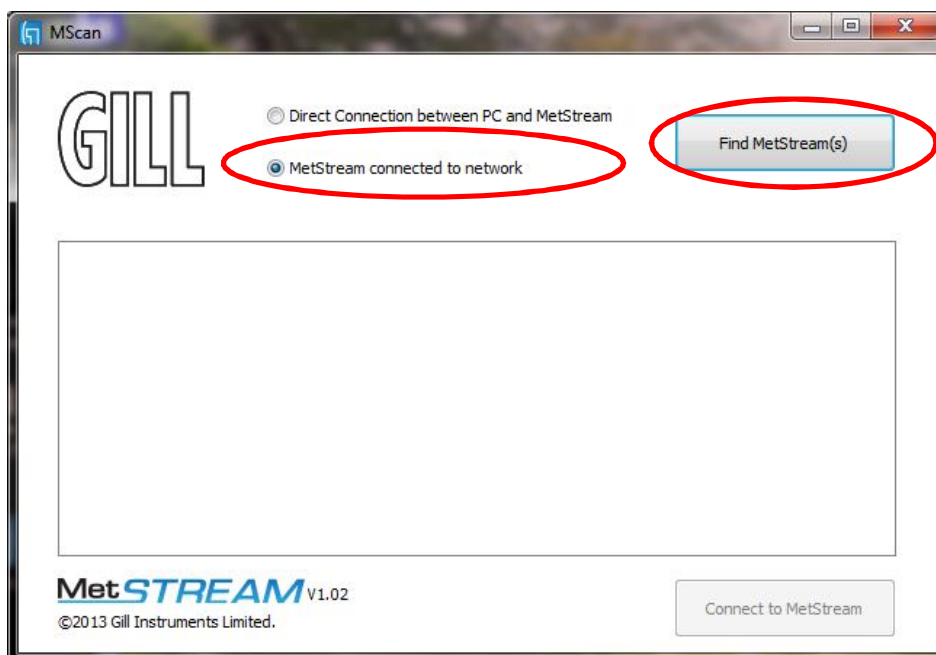 MScan
GILL
Direct Connection between PC and MetStream
MetStream connected to network
Find MetStream(s)
MetSTREAM V1.02
©2013 Gill Instruments Limited.
Connect to MetStream